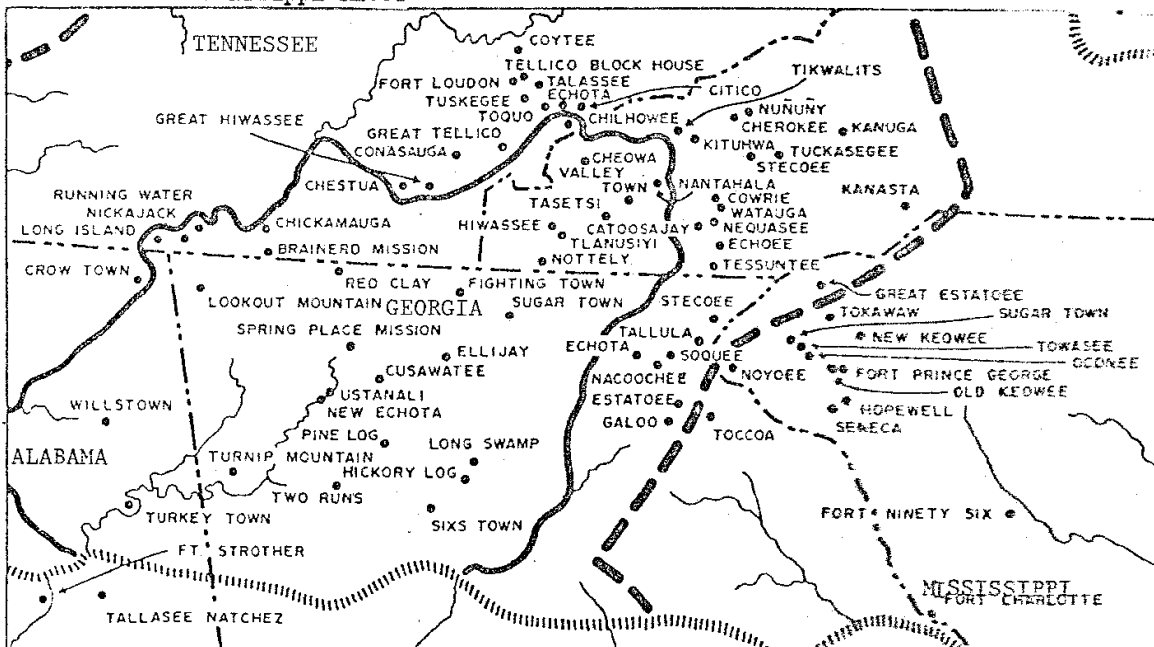 TENNESSEE
COYTEE
TELLICO BLOCK HOUSE
TIKWALITS
FORT LOUDON
TALASSEE
CITICO
TUSKEGEE
ECHOTA
NUÑUÑY
GREAT HIWASSEE
TOQUO
CHILHOWEE
CHEROKEE
KANUGA
GREAT TELLICO
KITUHWA
TUCKASEGEE
CONASAUGA
CHEOWA
STECOEE
RUNNING WATER
CHESTUA
VALLEY
TOWN
NANTAHALA
KANASTA
NICKAJACK
TASETSI
COWRIE
WATAUGA
LONG ISLAND
CHICKAMAUGA
HIWASSEE
CATOOSAJAY
NEQUASEE
TLANUSIYI
ECHOEE
BRAINERD MISSION
NOTTELY
TESSUNTEE
CROW TOWN
RED CLAY
FIGHTING TOWN
GREAT ESTATOEE
LOOKOUT MOUNTAIN
GEORGIA
SUGAR TOWN
STECOEE
TOKAWAW
SUGAR TOWN
SPRING PLACE MISSION
TALLULA
NEW KEOWEE
TOWASEE
ELLIJAY
ECHOTA
SOQUEE
OCONEE
CUSAWATEE
NACOOCHEE
NOYOEE
FORT PRINCE GEORGE
USTANALI
ESTATOEE
OLD KEOWEE
WILLSTOWN
NEW ECHOTA
GALOO
TOCCOA
HOPEWELL
SENECA
PINE LOG
LONG SWAMP
ALABAMA
TURNIP MOUNTAIN
HICKORY LOG
TWO RUNS
TURKEY TOWN
SIXS TOWN
FORT NINETY SIX
FT. STROTHER
MISSISSIPPI
TALLASEE NATCHEZ
FORT CHARLOTTE